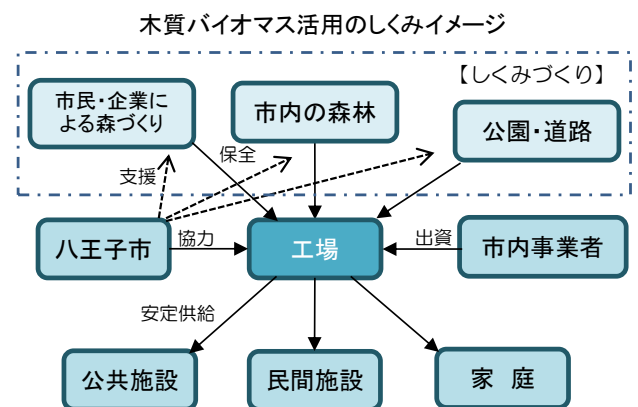 木質バイオマス活用のしくみイメージ
【しくみづくり】
市民・企業に
よる森づくり
市内の森林
公園・道路
支援
保全
八王子市
協力
工場
出資
市内事業者
安定供給
公共施設
民間施設
家 庭